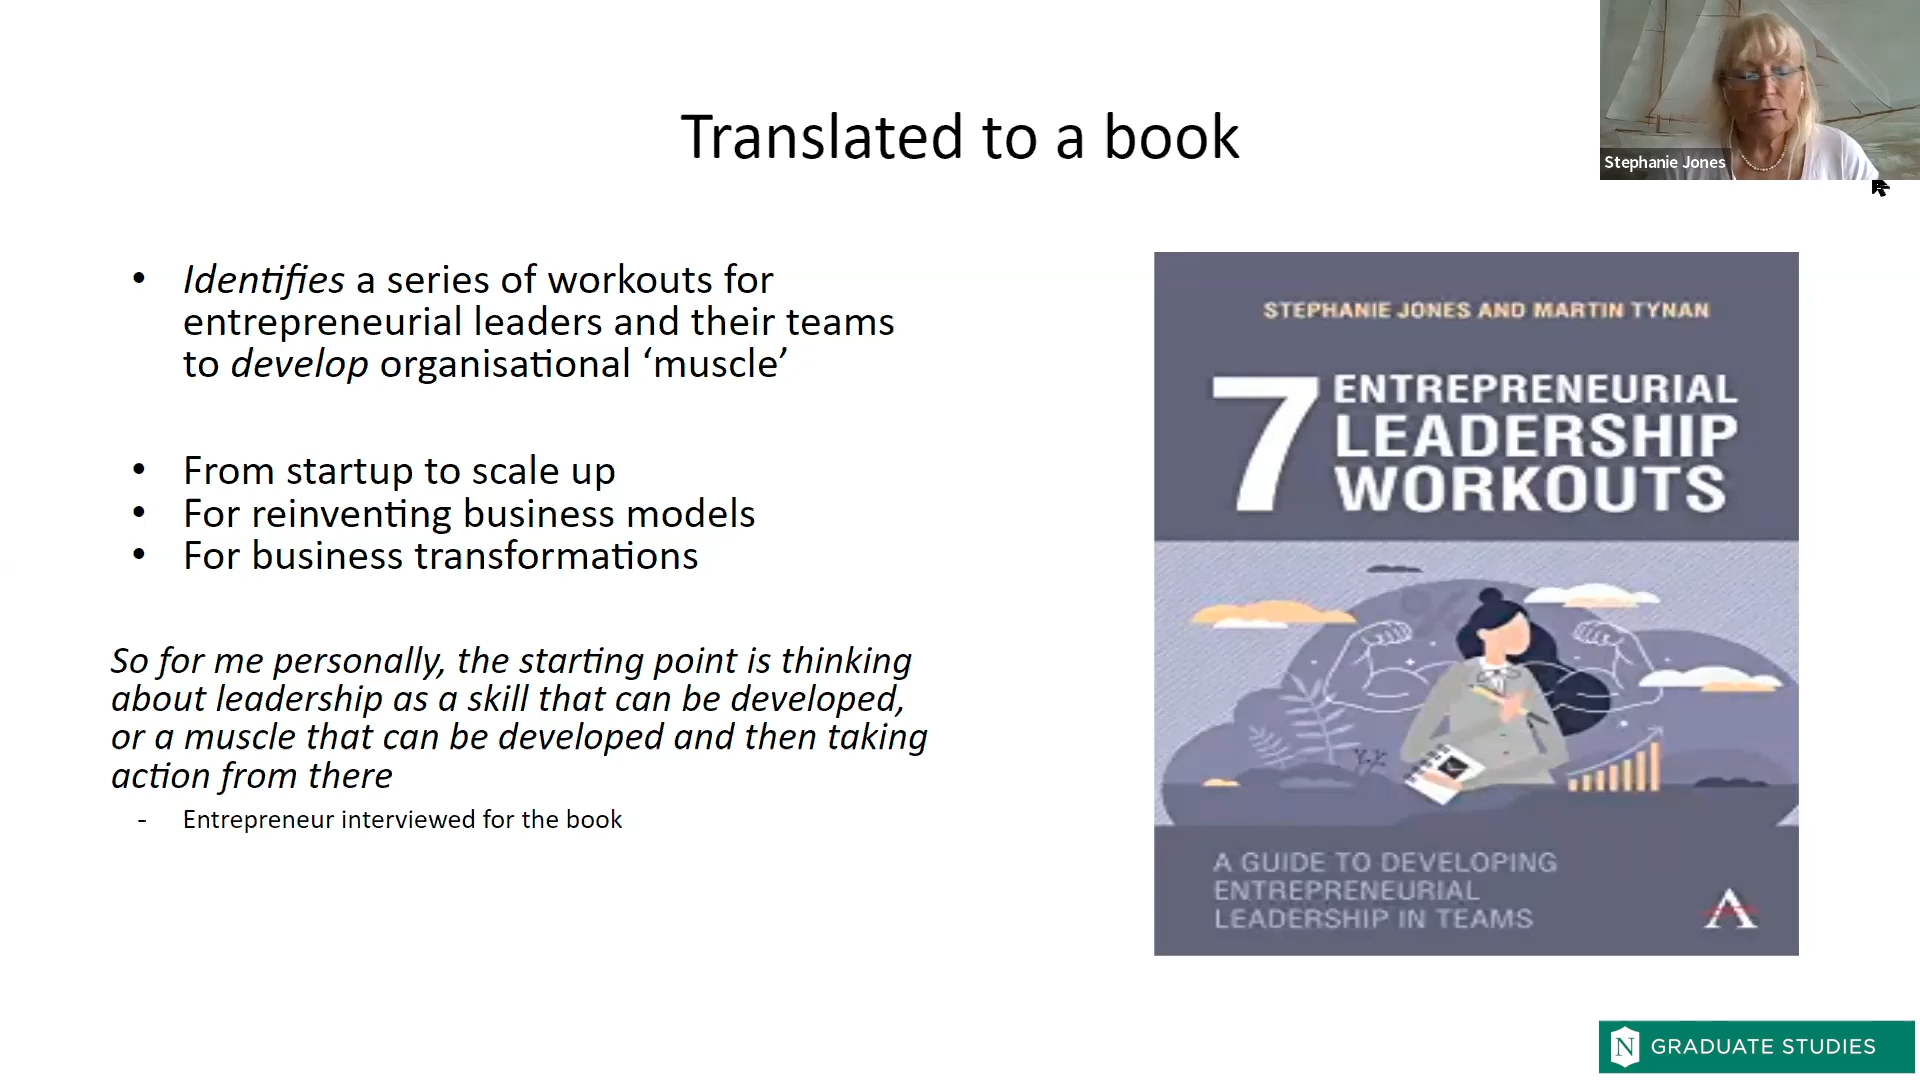 Translated to a book
Stephanie Jones
• Identifies a series of workouts for
entrepreneurial leaders and their teams
to develop organisational ‘muscle’
• From startup to scale up
• For reinventing business models
• For business transformations
So for me personally, the starting point is thinking
about leadership as a skill that can be developed,
or a muscle that can be developed and then taking
action from there
- Entrepreneur interviewed for the book
STEPHANIE JONES AND MARTIN TYNAN
7 ENTREPRENEURIAL
LEADERSHIP
WORKOUTS
A GUIDE TO DEVELOPING
ENTREPRENEURIAL
LEADERSHIP IN TEAMS
A
N GRADUATE STUDIES